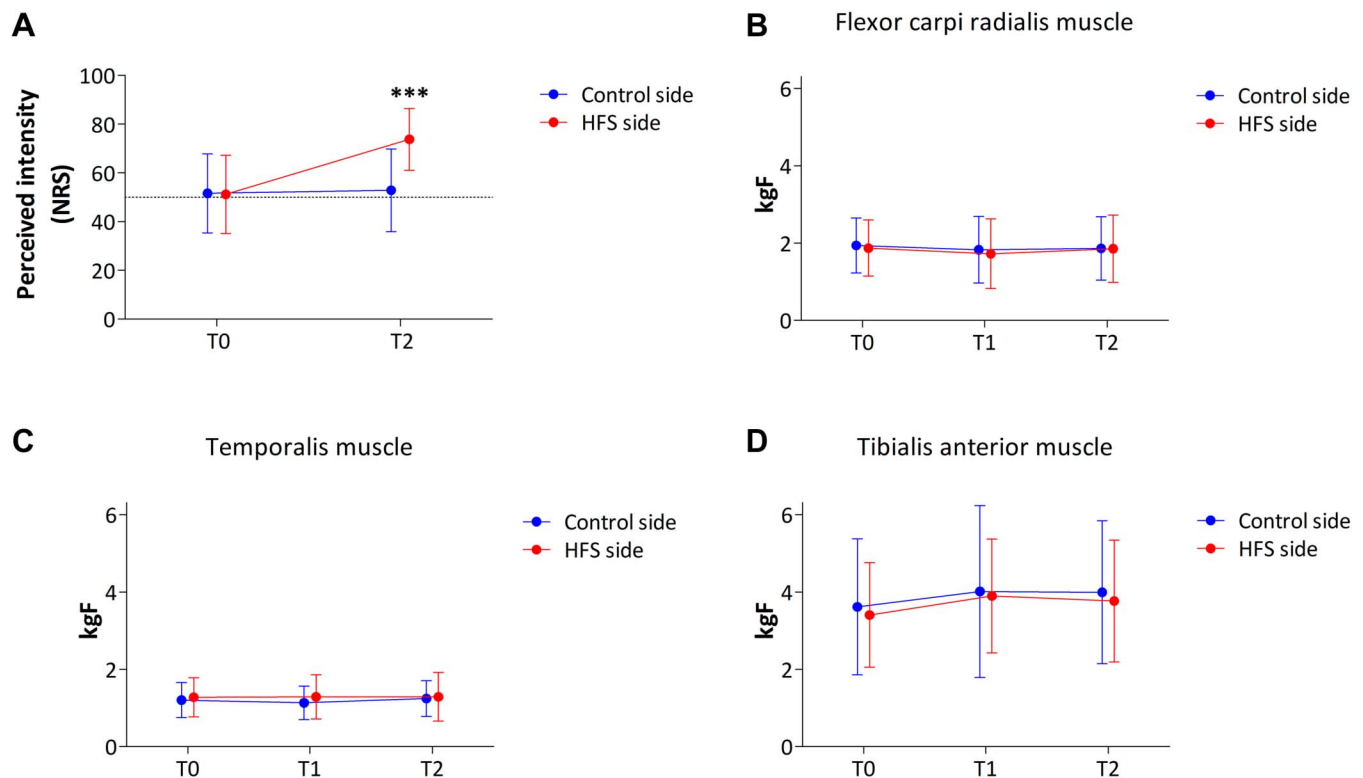 A
Perceived intensity
(NRS)
100
80
60
40
20
0
***
T0
T2
Control side
HFS side
B
Flexor carpi radialis muscle
kgF
6
4
2
0
T0
T1
T2
Control side
HFS side
C
Temporalis muscle
kgF
6
4
2
0
T0
T1
T2
Control side
HFS side
D
Tibialis anterior muscle
kgF
6
4
2
0
T0
T1
T2
Control side
HFS side